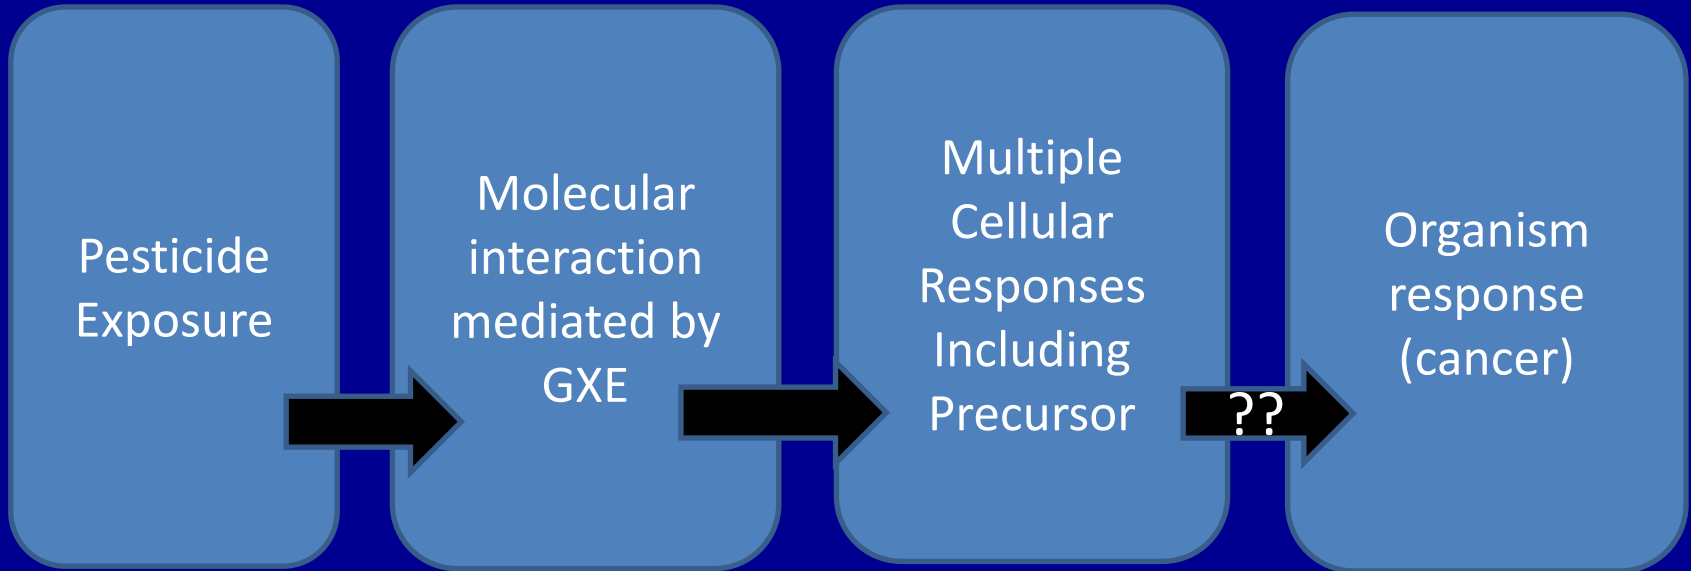 Pesticide
Exposure
Molecular
interaction
mediated by
GXE
Multiple
Cellular
Responses
Including
Precursor
??
Organism
response
(cancer)